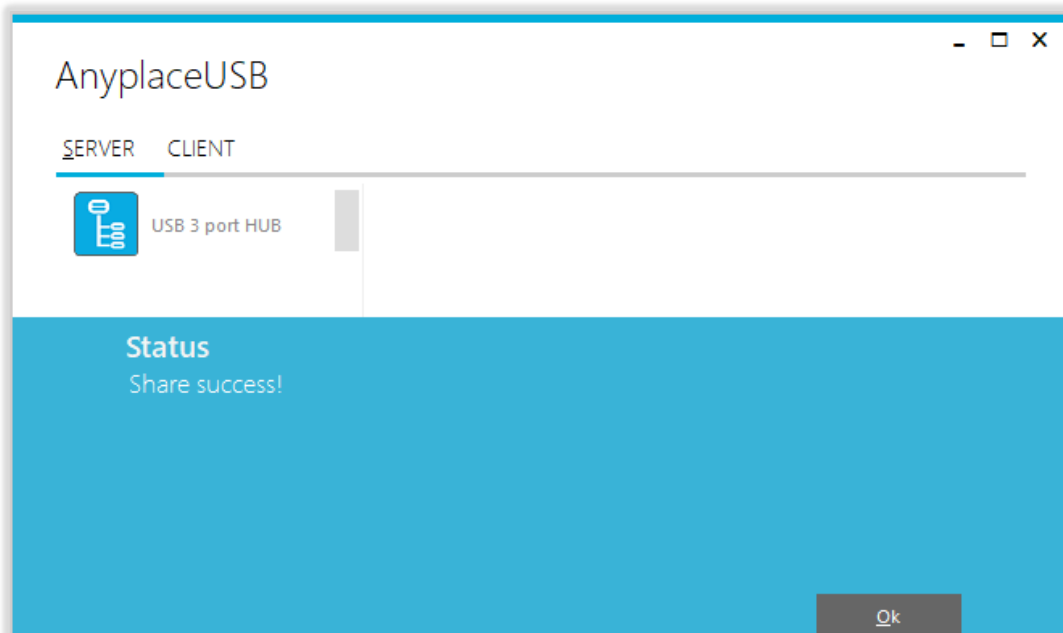 AnyplaceUSB
SERVER CLIENT
USB 3 port HUB
Status
Share success!
Ok